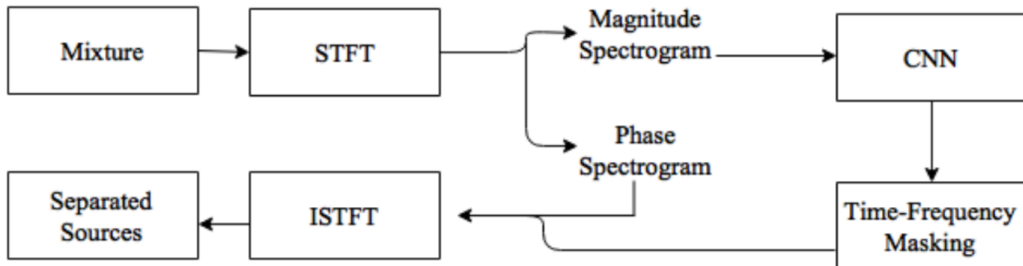 Mixture
STFT
Magnitude
Spectrogram
CNN
Phase
Spectrogram
Separated
Sources
ISTFT
Time-Frequency
Masking